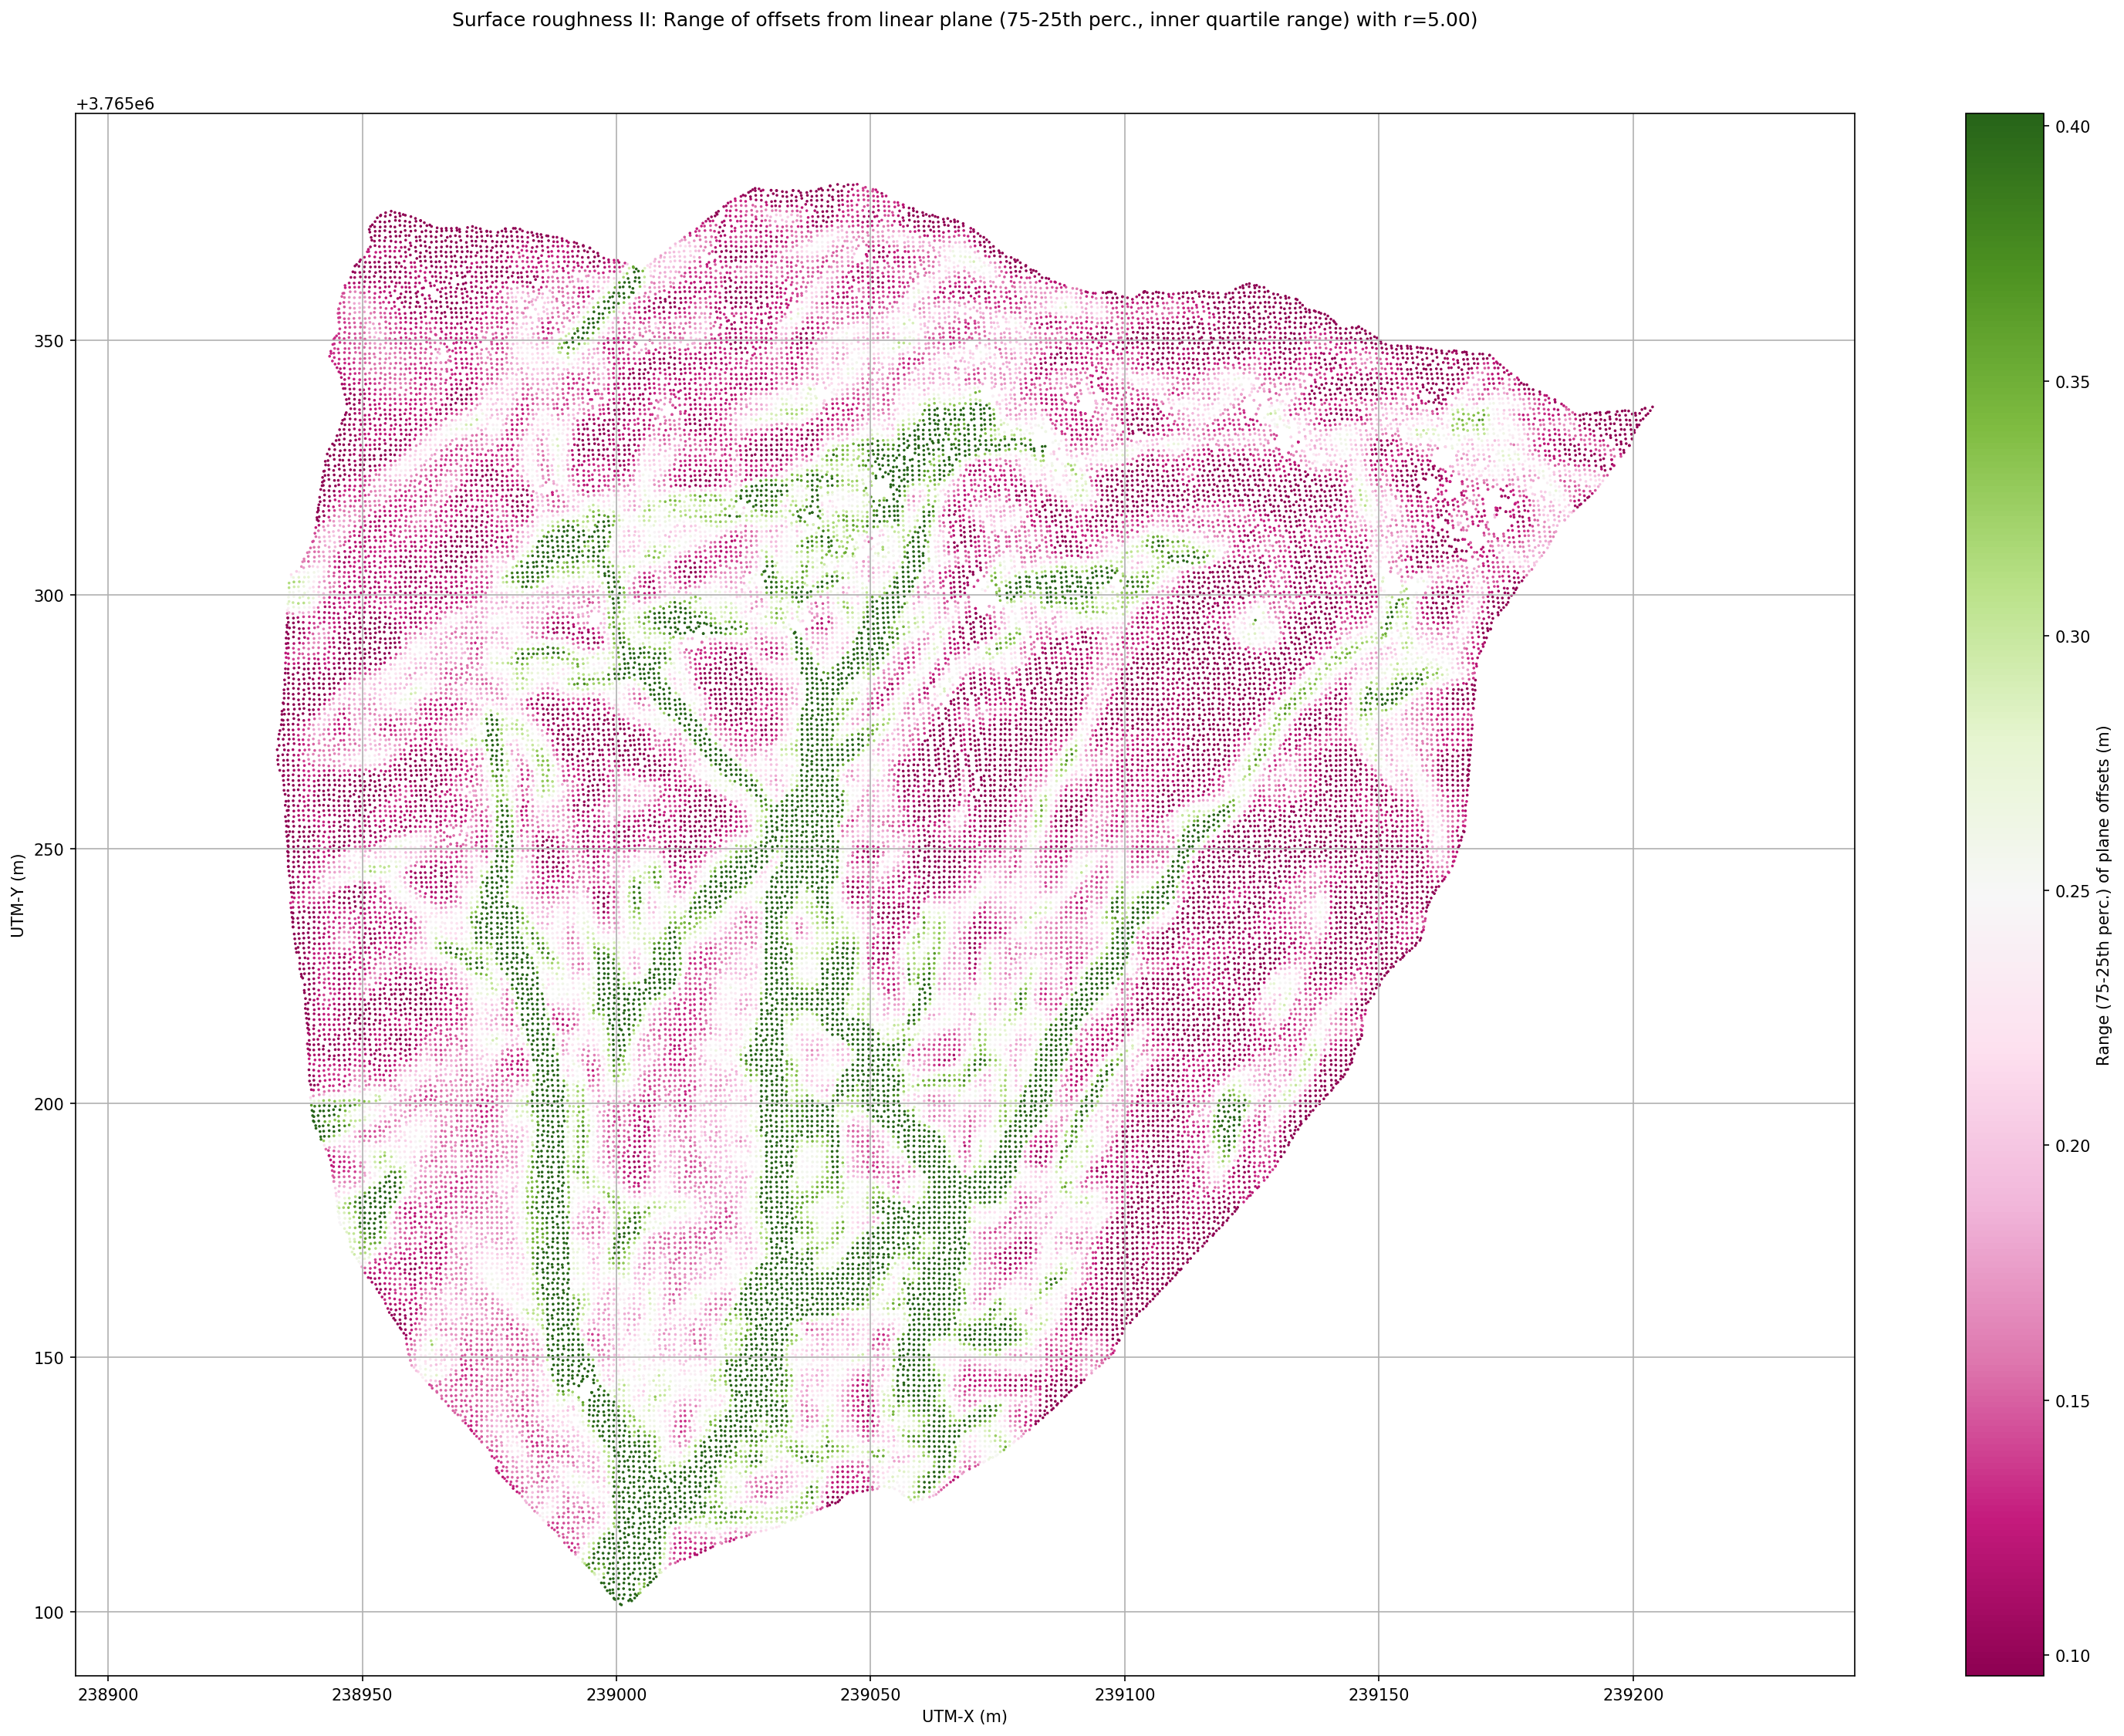 Surface roughness II: Range of offsets from linear plane (75-25th perc., inner quartile range) with r=5.00)
+3.765e6
350
300
250
200
150
100
UTM-Y (m)
238900 238950 239000 239050 239100 239150 239200
UTM-X (m)
0.40
0.35
0.30
0.25
0.20
0.15
0.10
Range (75-25th perc.) of plane offsets (m)